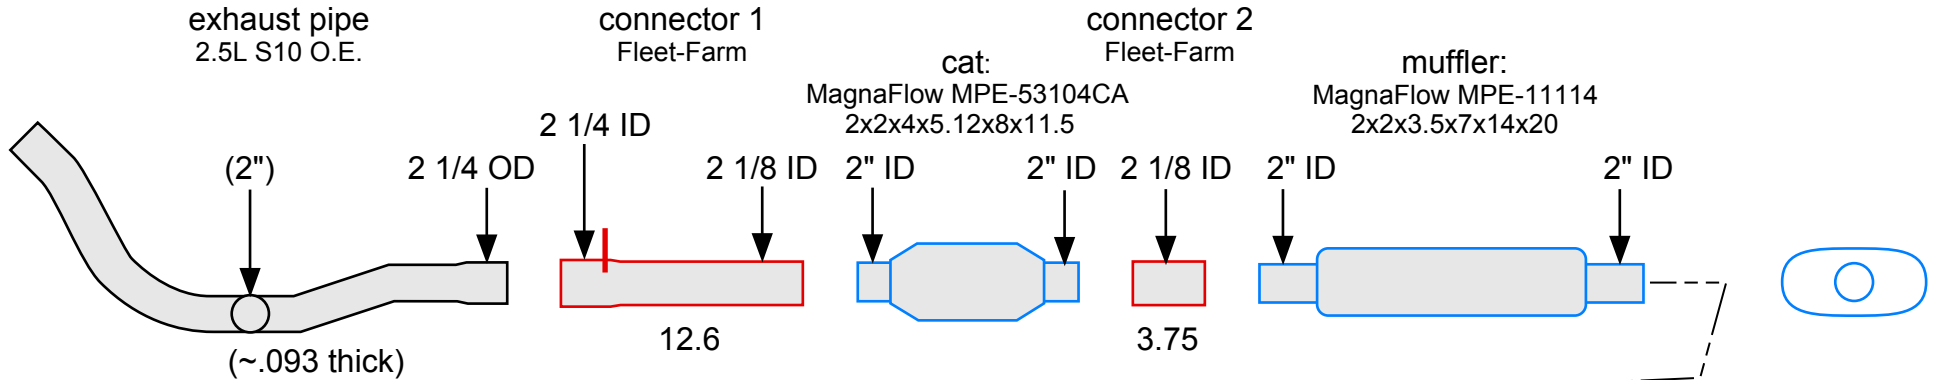 exhaust pipe
2.5L S10 O.E.
connector 1
Fleet-Farm
connector 2
Fleet-Farm
cat:
MagnaFlow MPE-53104CA
2x2x4x5.12x8x11.5
muffler:
MagnaFlow MPE-11114
2x2x3.5x7x14x20
(2")
2 1/4 OD
2 1/4 ID
2 1/8 ID
2" ID
2" ID
2 1/8 ID
2" ID
2" ID
(~.093 thick)
12.6
3.75